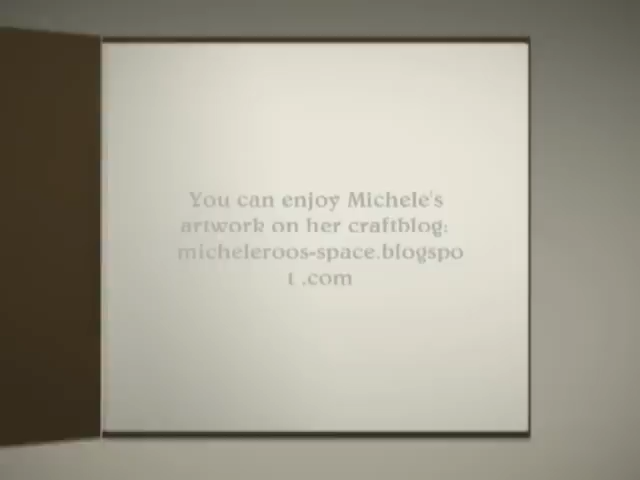 You can enjoy Michele's
artwork on her craftblog:
micheleroos-space.blogspo
t .com